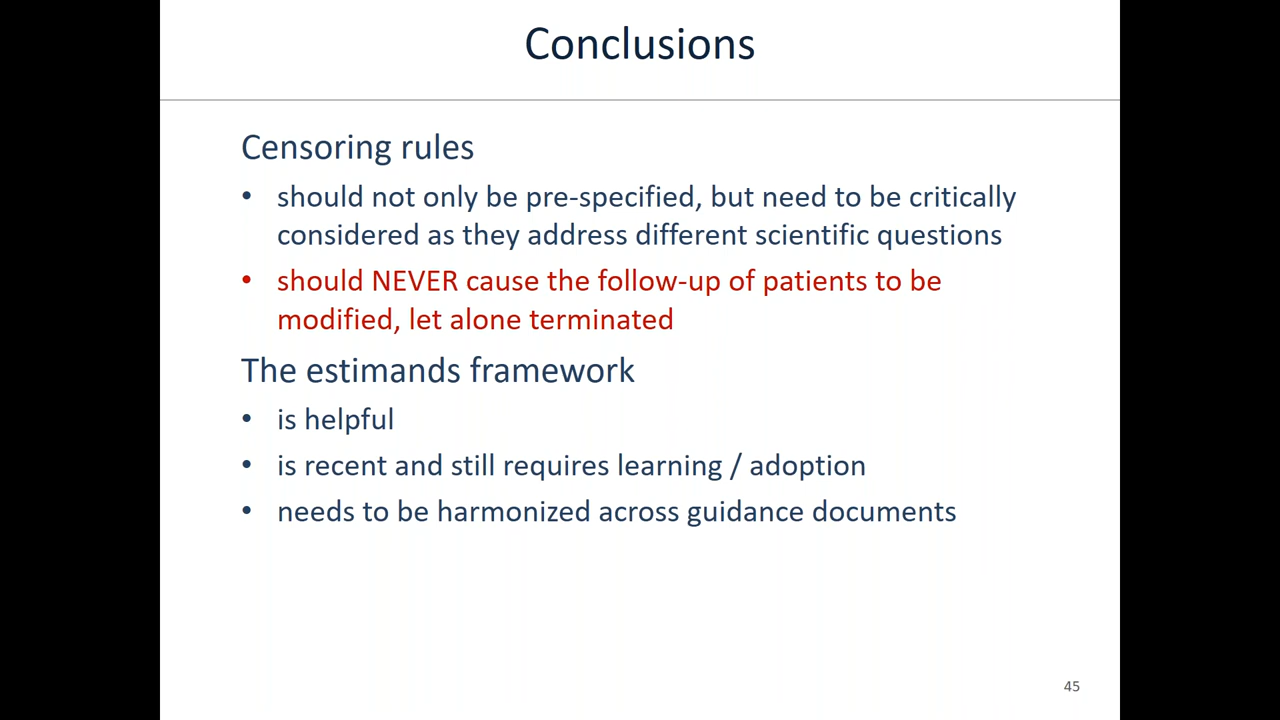 Conclusions
Censoring rules
• should not only be pre-specified, but need to be critically
considered as they address different scientific questions
• should NEVER cause the follow-up of patients to be
modified, let alone terminated
The estimands framework
• is helpful
• is recent and still requires learning / adoption
• needs to be harmonized across guidance documents
45